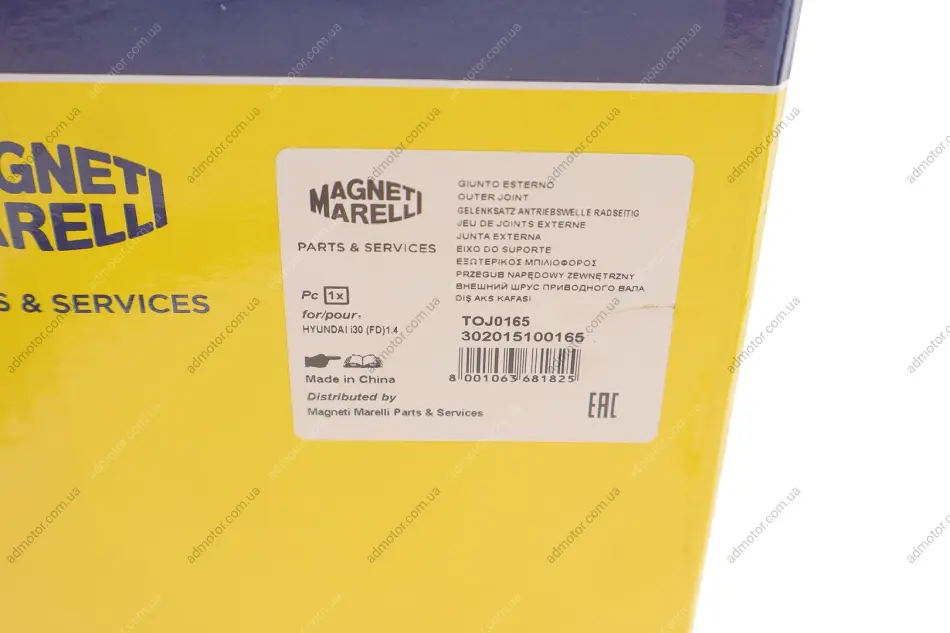 GNETI
ARELLI
S & SERVICES
MAGNETI
MARELLI
PARTS & SERVICES
Pc 1x
for/pour:
HYUNDAI i30 (FD)1.4
Made in China
Distributed by
Magneti Marelli Parts & Services
GIUNTO ESTERNO
OUTER JOINT
GELENKSATZ ANTRIEBSWELLE RADSEITIG
JEU DE JOINTS EXTERNE
JUNTA EXTERNA
EIXO DO SUPORTE
ΕΞΩΤΕΡΙΚΟΣ ΜΠΙΛΙΟΦΟΡΟΣ
PRZEGUB NAPĘDOWY ZEWNĘTRZNY
ВНЕШНИЙ ШРУС ПРИВОДНОГО ВАЛА
DIŞ AKS KAFASI
TOJ0165
302015100165
8 001063 681825
EAC
admotor.com.ua